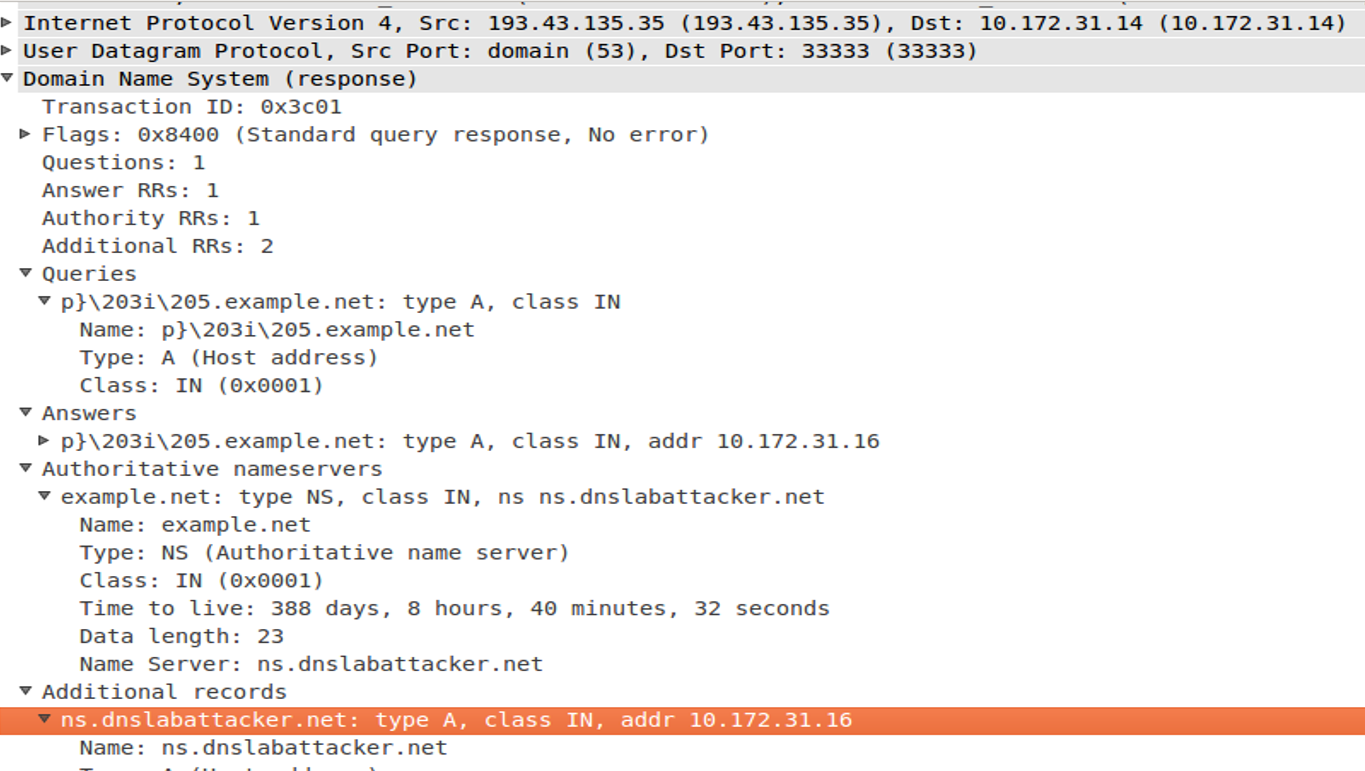 Internet Protocol Version 4, Src: 193.43.135.35 (193.43.135.35), Dst: 10.172.31.14 (10.172.31.14)
User Datagram Protocol, Src Port: domain (53), Dst Port: 33333 (33333)
Domain Name System (response)
Transaction ID: 0x3c01
Flags: 0x8400 (Standard query response, No error)
Questions: 1
Answer RRs: 1
Authority RRs: 1
Additional RRs: 2
Queries
p}\203i\205.example.net: type A, class IN
Name: p}\203i\205.example.net
Type: A (Host address)
Class: IN (0x0001)
Answers
p}\203i\205.example.net: type A, class IN, addr 10.172.31.16
Authoritative nameservers
example.net: type NS, class IN, ns ns.dnslabattacker.net
Name: example.net
Type: NS (Authoritative name server)
Class: IN (0x0001)
Time to live: 388 days, 8 hours, 40 minutes, 32 seconds
Data length: 23
Name Server: ns.dnslabattacker.net
Additional records
ns.dnslabattacker.net: type A, class IN, addr 10.172.31.16
Name: ns.dnslabattacker.net